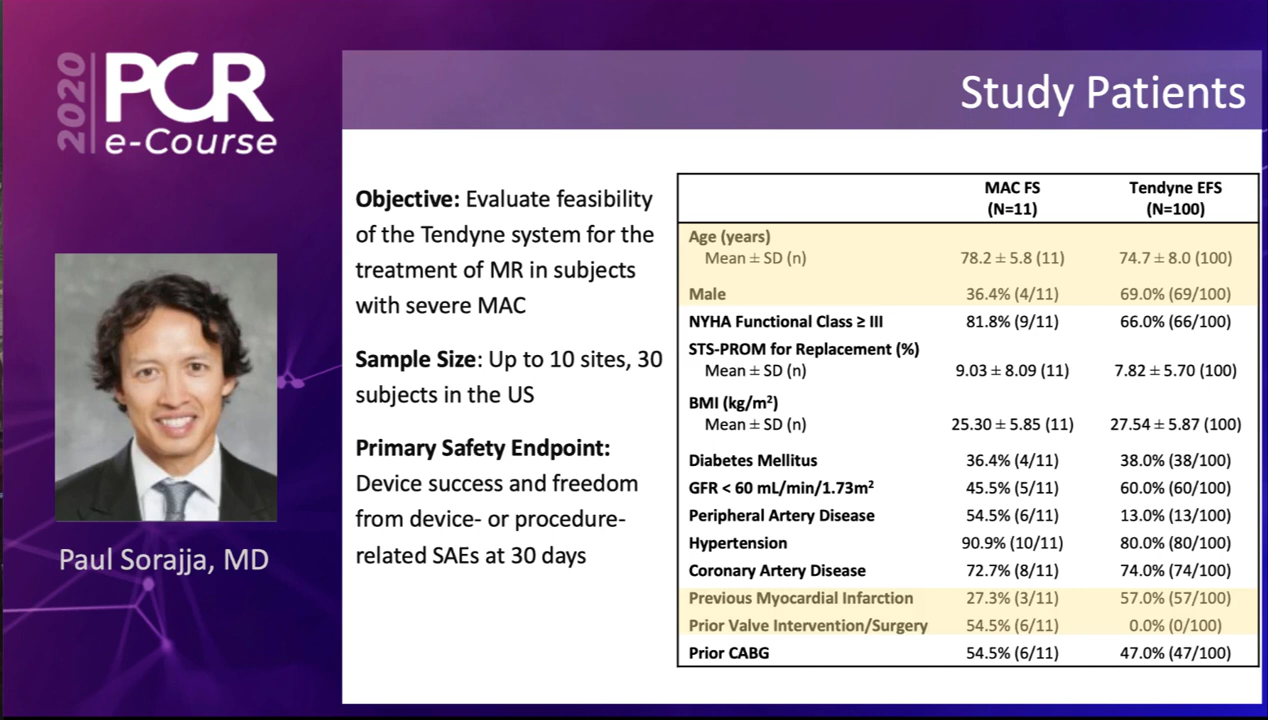 2020
PCR
e-Course
Study Patients
Paul Sorajja, MD
Objective: Evaluate feasibility
of the Tendyne system for the
treatment of MR in subjects
with severe MAC
Sample Size: Up to 10 sites, 30
subjects in the US
Primary Safety Endpoint:
Device success and freedom
from device- or procedure-
related SAEs at 30 days
MAC FS Tendyne EFS
(N=11) (N=100)
Age (years)
Mean ± SD (n) 78.2 ± 5.8 (11) 74.7 ± 8.0 (100)
Male 36.4% (4/11) 69.0% (69/100)
NYHA Functional Class ≥ III 81.8% (9/11) 66.0% (66/100)
STS-PROM for Replacement (%)
Mean ± SD (n) 9.03 ± 8.09 (11) 7.82 ± 5.70 (100)
BMI (kg/m²)
Mean ± SD (n) 25.30 ± 5.85 (11) 27.54 ± 5.87 (100)
Diabetes Mellitus 36.4% (4/11) 38.0% (38/100)
GFR < 60 mL/min/1.73m² 45.5% (5/11) 60.0% (60/100)
Peripheral Artery Disease 54.5% (6/11) 13.0% (13/100)
Hypertension 90.9% (10/11) 80.0% (80/100)
Coronary Artery Disease 72.7% (8/11) 74.0% (74/100)
Previous Myocardial Infarction 27.3% (3/11) 57.0% (57/100)
Prior Valve Intervention/Surgery 54.5% (6/11) 0.0% (0/100)
Prior CABG 54.5% (6/11) 47.0% (47/100)